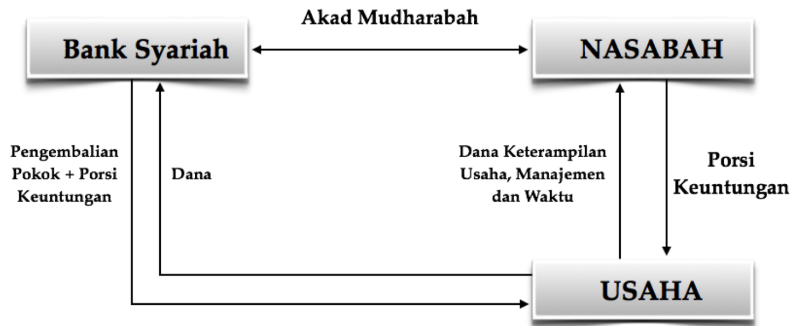 Akad Mudharabah
Bank Syariah
NASABAH
Pengembalian
Pokok + Porsi
Keuntungan
Dana
Dana Keterampilan
Usaha, Manajemen
dan Waktu
Porsi
Keuntungan
USAHA